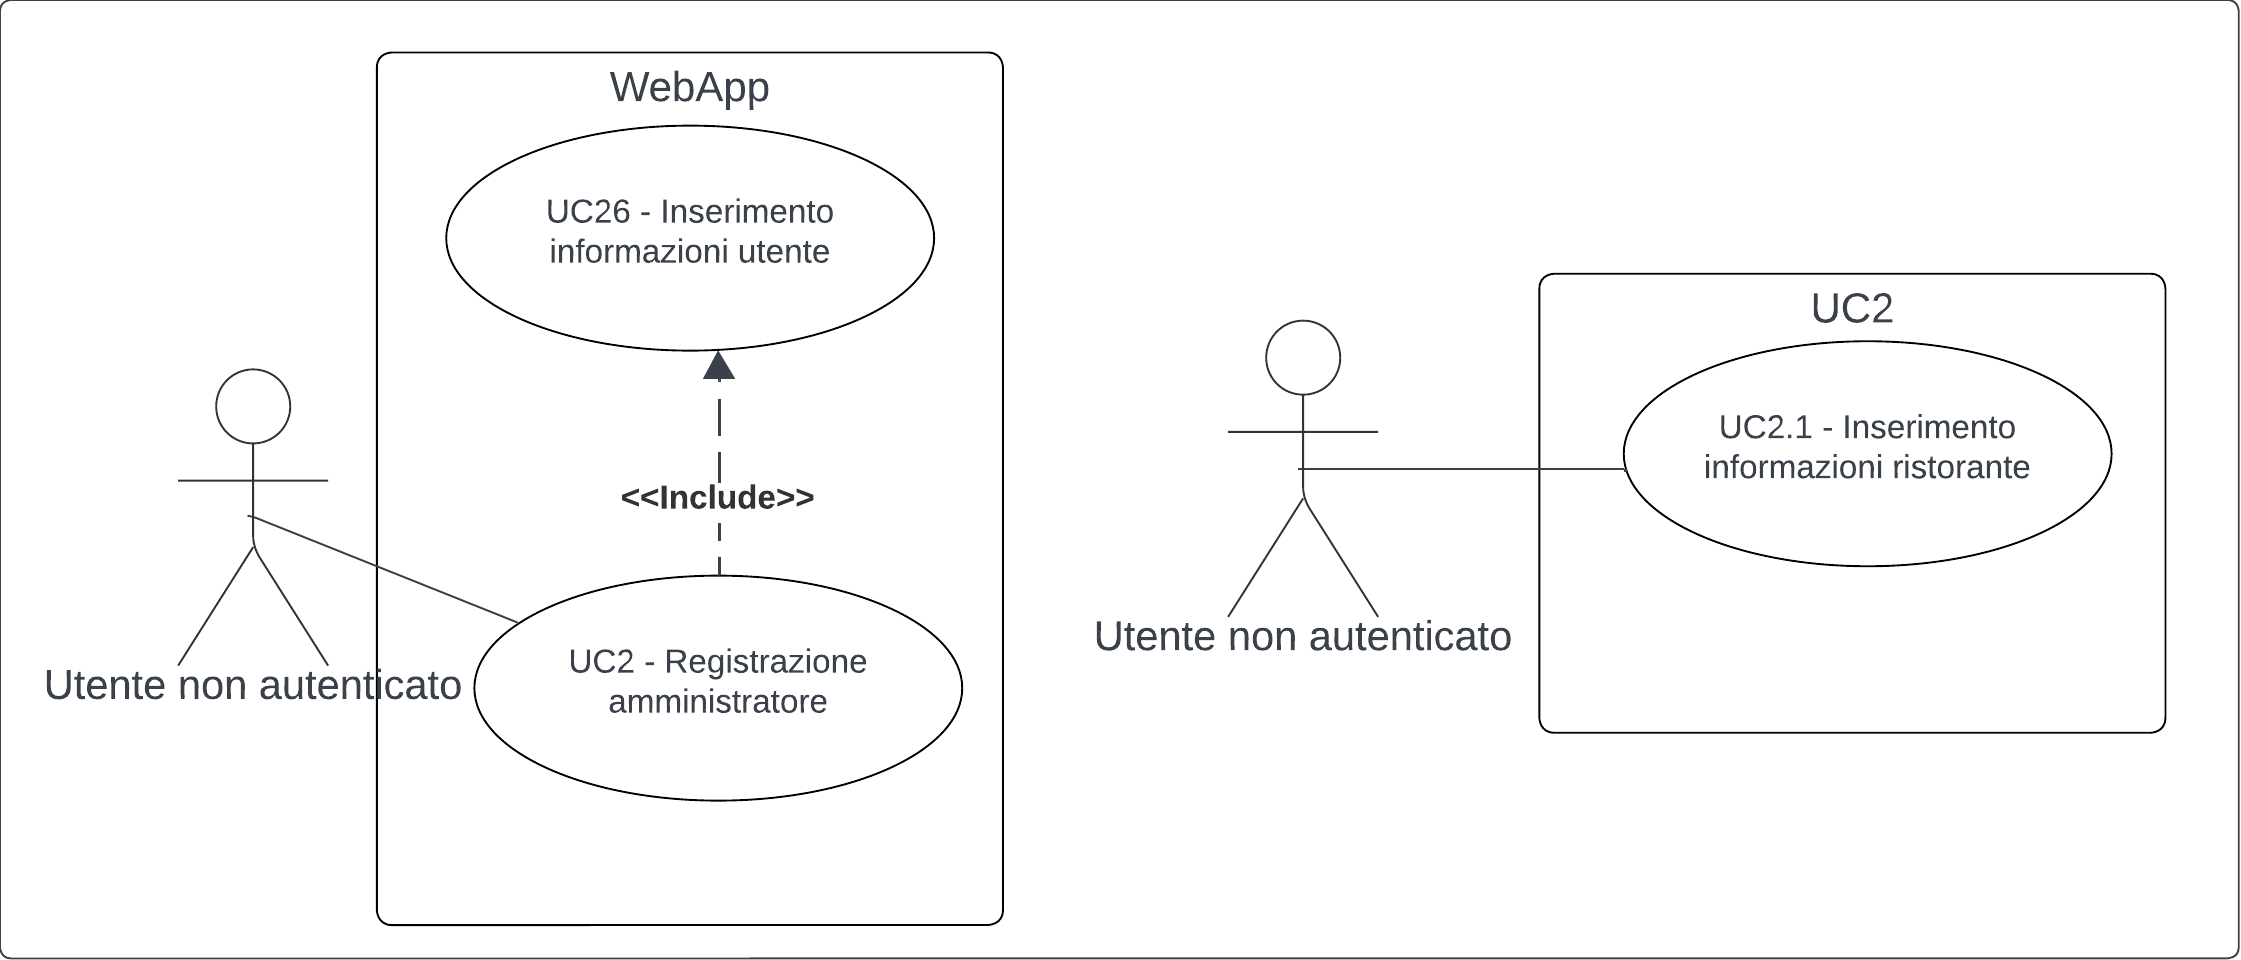 WebApp
UC26 - Inserimento
informazioni utente
<<Include>>
UC2 - Registrazione
amministratore
Utente non autenticato
UC2
UC2.1 - Inserimento
informazioni ristorante
Utente non autenticato